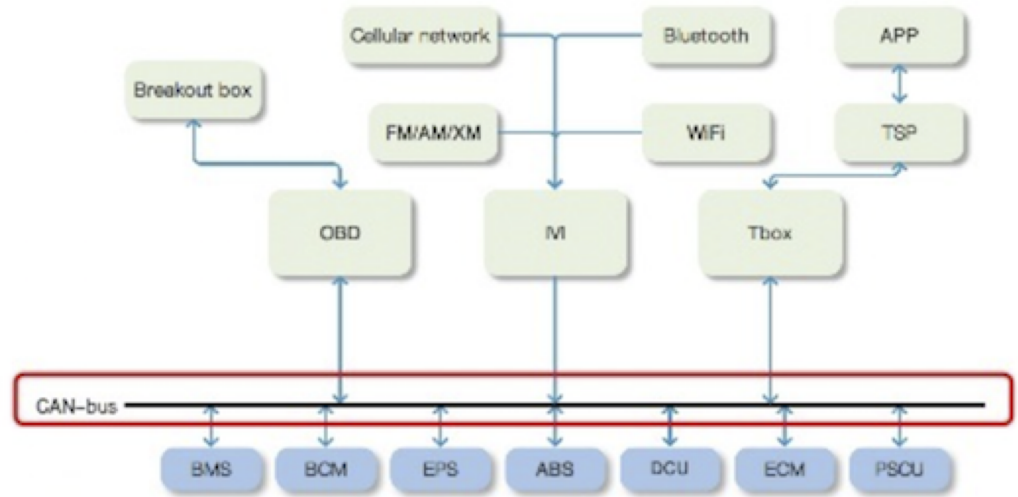 Cellular network
Bluetooth
APP
Breakout box
FM/AM/XM
WiFi
TSP
OBD
IVI
Tbox
CAN-bus
BMS
BCM
EPS
ABS
DCU
ECM
PSCU